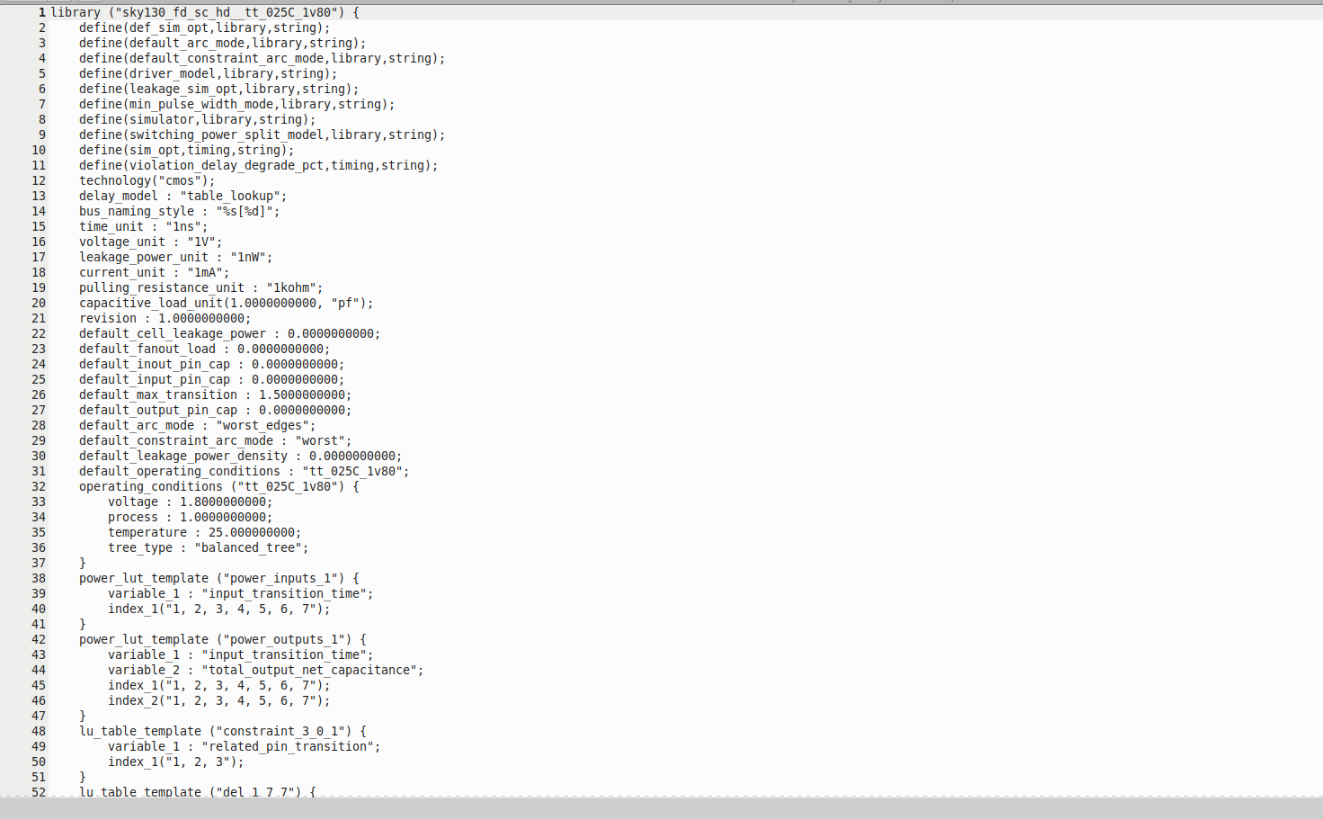 1 library ("sky130_fd_sc_hd__tt_025C_1v80") {
2     define(def_sim_opt,library,string);
3     define(default_arc_mode,library,string);
4     define(default_constraint_arc_mode,library,string);
5     define(driver_model,library,string);
6     define(leakage_sim_opt,library,string);
7     define(min_pulse_width_mode,library,string);
8     define(simulator,library,string);
9     define(switching_power_split_model,library,string);
10     define(sim_opt,timing,string);
11     define(violation_delay_degrade_pct,timing,string);
12     technology("cmos");
13     delay_model : "table_lookup";
14     bus_naming_style : "%s[%d]";
15     time_unit : "1ns";
16     voltage_unit : "1V";
17     leakage_power_unit : "1nW";
18     current_unit : "1mA";
19     pulling_resistance_unit : "1kohm";
20     capacitive_load_unit(1.0000000000, "pf");
21     revision : 1.0000000000;
22     default_cell_leakage_power : 0.0000000000;
23     default_fanout_load : 0.0000000000;
24     default_inout_pin_cap : 0.0000000000;
25     default_input_pin_cap : 0.0000000000;
26     default_max_transition : 1.5000000000;
27     default_output_pin_cap : 0.0000000000;
28     default_arc_mode : "worst_edges";
29     default_constraint_arc_mode : "worst";
30     default_leakage_power_density : 0.0000000000;
31     default_operating_conditions : "tt_025C_1v80";
32     operating_conditions ("tt_025C_1v80") {
33         voltage : 1.8000000000;
34         process : 1.0000000000;
35         temperature : 25.000000000;
36         tree_type : "balanced_tree";
37     }
38     power_lut_template ("power_inputs_1") {
39         variable_1 : "input_transition_time";
40         index_1("1, 2, 3, 4, 5, 6, 7");
41     }
42     power_lut_template ("power_outputs_1") {
43         variable_1 : "input_transition_time";
44         variable_2 : "total_output_net_capacitance";
45         index_1("1, 2, 3, 4, 5, 6, 7");
46         index_2("1, 2, 3, 4, 5, 6, 7");
47     }
48     lu_table_template ("constraint_3_0_1") {
49         variable_1 : "related_pin_transition";
50         index_1("1, 2, 3");
51     }
52     lu_table_template ("del_1_7_7") {